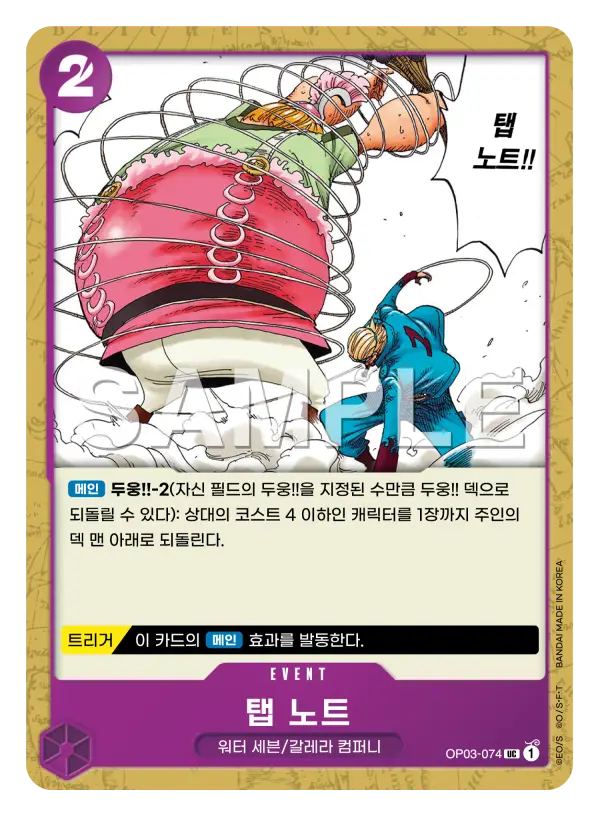 2
탭
노트!!
SAMPLE
메인 두웅!!-2(자신 필드의 두웅!!을 지정된 수만큼 두웅!! 덱으로
되돌릴 수 있다): 상대의 코스트 4 이하인 캐릭터를 1장까지 주인의
덱 맨 아래로 되돌린다.
트리거 이 카드의 메인 효과를 발동한다.
EVENT
탭 노트
워터 세븐/갈레라 컴퍼니
OP03-074 UC 1
©E.O/S. ©O/S・F・T BANDAI MADE IN KOREA